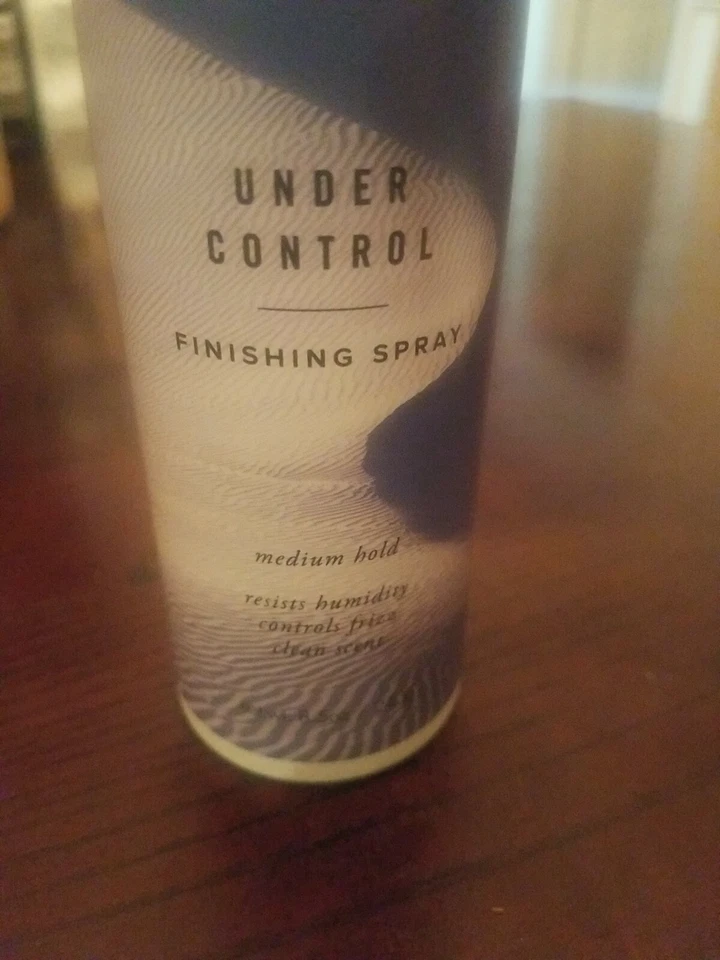 UNDER
CONTROL
FINISHING SPRAY
medium hold
resists humidity
controls frizz
clean scent